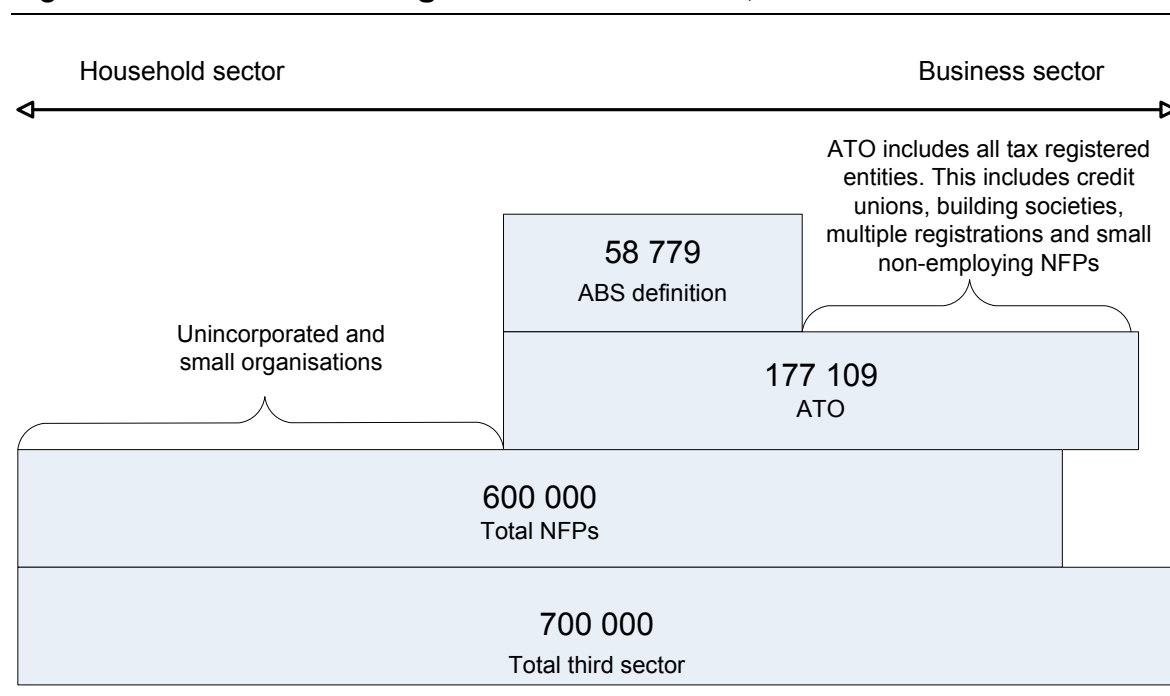 Household sector
Business sector
ATO includes all tax registered
entities. This includes credit
unions, building societies,
multiple registrations and small
non-employing NFPs
58 779
ABS definition
Unincorporated and
small organisations
177 109
ATO
600 000
Total NFPs
700 000
Total third sector